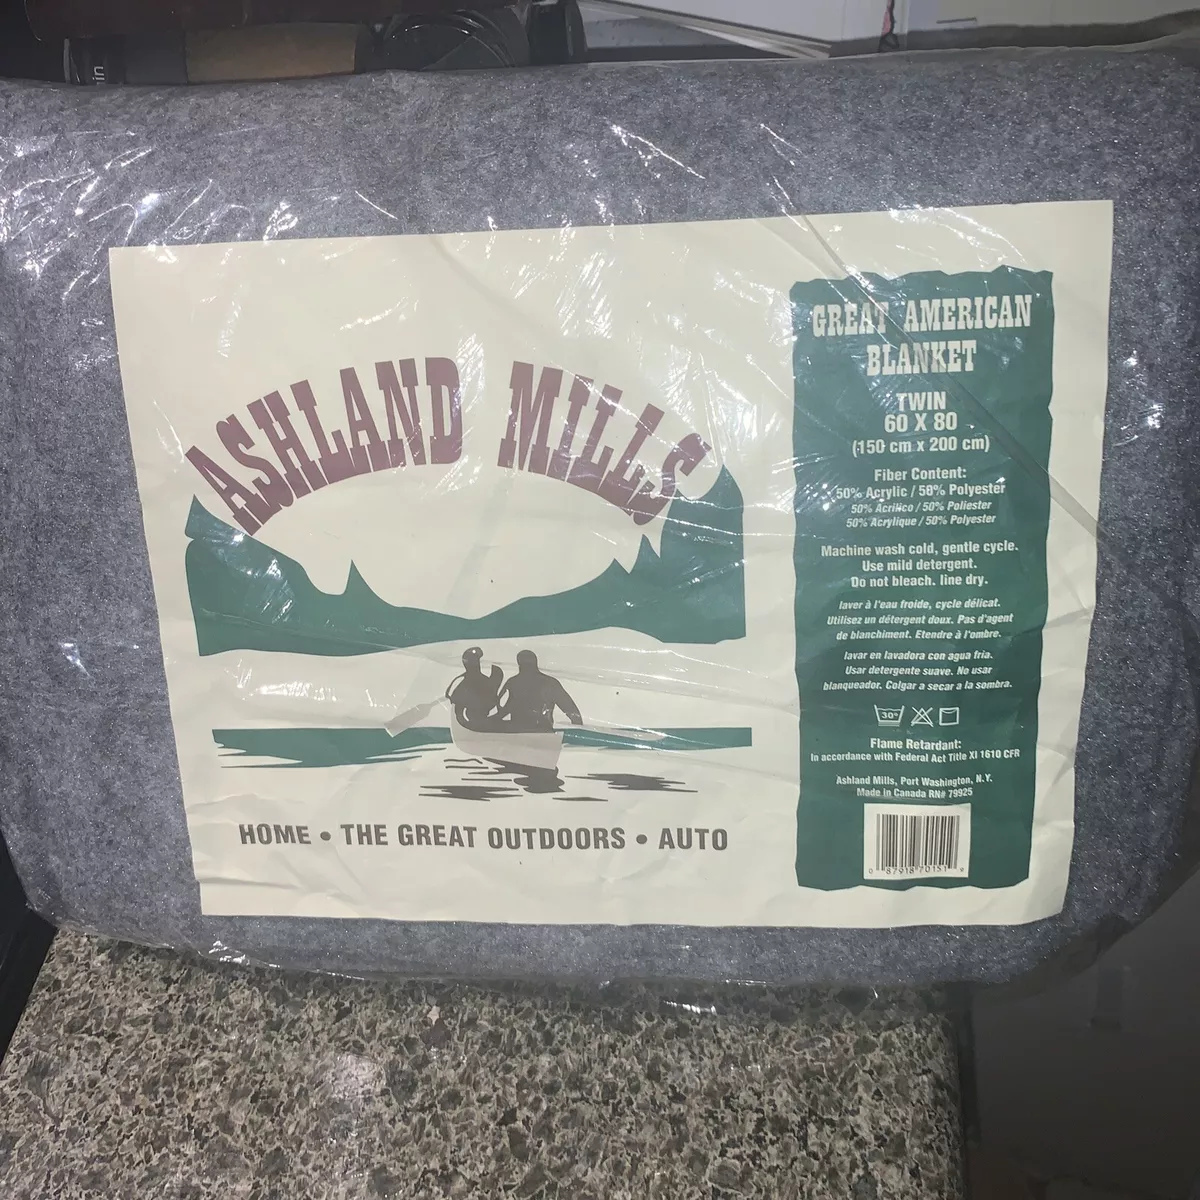 ASHLAND MILLS
HOME • THE GREAT OUTDOORS • AUTO
GREAT AMERICAN
BLANKET
TWIN
60 X 80
(150 cm x 200 cm)
Fiber Content:
50% Acrylic / 50% Polyester
50% Acrilico / 50% Poliester
50% Acrylique / 50% Polyester
Machine wash cold, gentle cycle.
Use mild detergent.
Do not bleach. line dry.
laver à l'eau froide, cycle délicat.
Utilisez un détergent doux. Pas d'agent
de blanchiment. Etendre à l'ombre.
lavar en lavadora con agua fria.
Usar detergente suave. No usar
blanqueador. Colgar a secar a la sombra.
30°
Flame Retardant:
In accordance with Federal Act Title XI 1610 CFR
Ashland Mills, Port Washington, N.Y.
Made in Canada RN# 79925
0 87918 70151 9